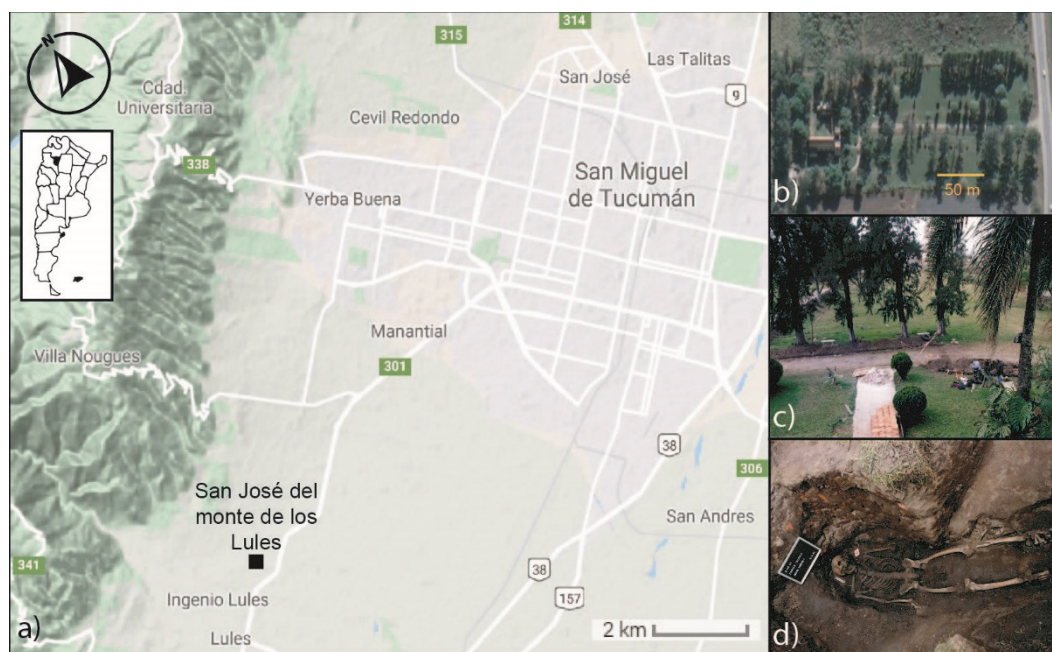 N
314
315
Las Talitas
San José
9
Cdad.
Universitaria
Cevil Redondo
338
San Miguel
de Tucumán
Yerba Buena
Manantial
301
Villa Nougues
38
306
San José del
monte de los
Lules
San Andres
341
38
Ingenio Lules
157
Lules
2 km
a)
50 m
b)
c)
d)